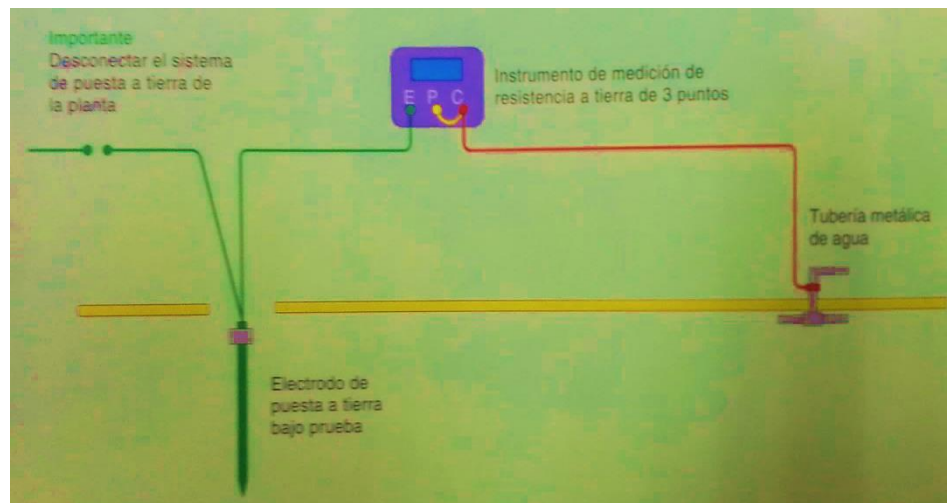 Importante
Desconectar el sistema
de puesta a tierra de
la planta
Instrumento de medición de
resistencia a tierra de 3 puntos
E P C
Tubería metálica
de agua
Electrodo de
puesta a tierra
bajo prueba